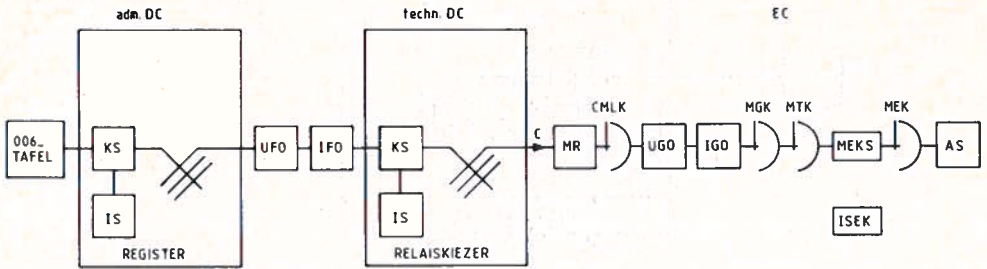 adm. DC
techn. DC
EC
006_
TAFEL
KS
IS
REGISTER
UFO
IFO
KS
IS
RELAISKIEZER
C
MR
CMLK
UGO
IGO
MGK
MTK
MEKS
MEK
AS
ISEK